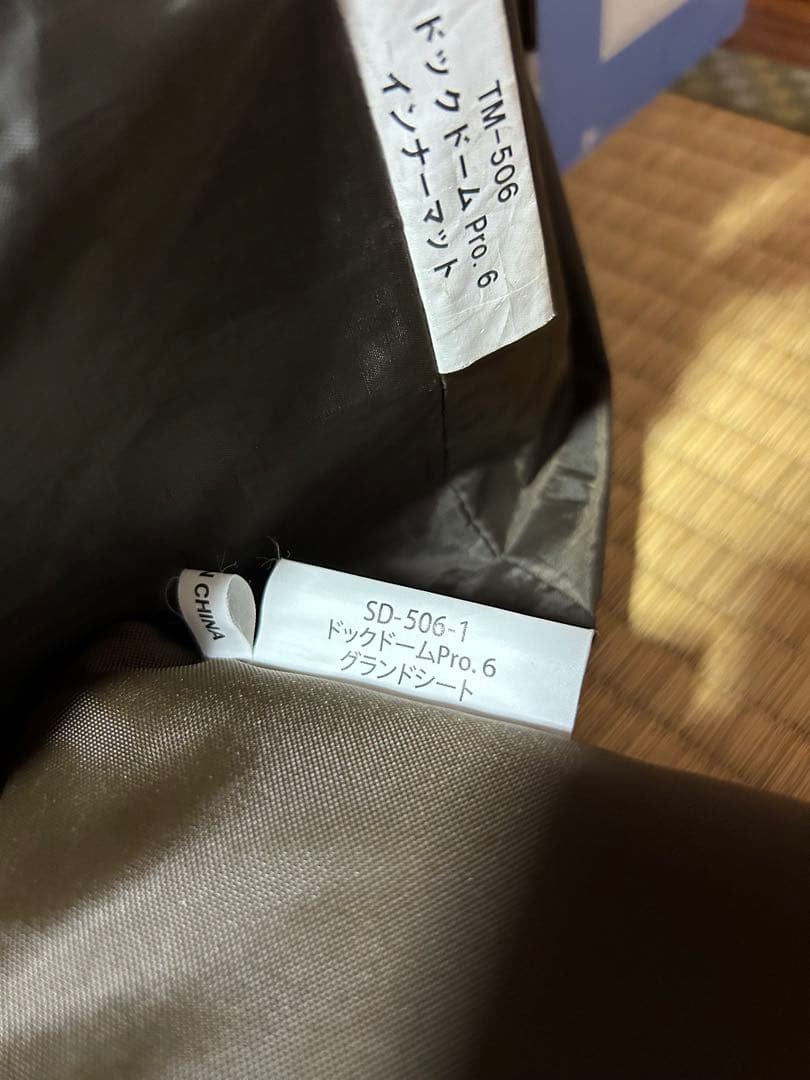 TM-506
ドックドーム Pro. 6
インナーマット
N CHINA
SD-506-1
ドックドームPro. 6
グランドシート